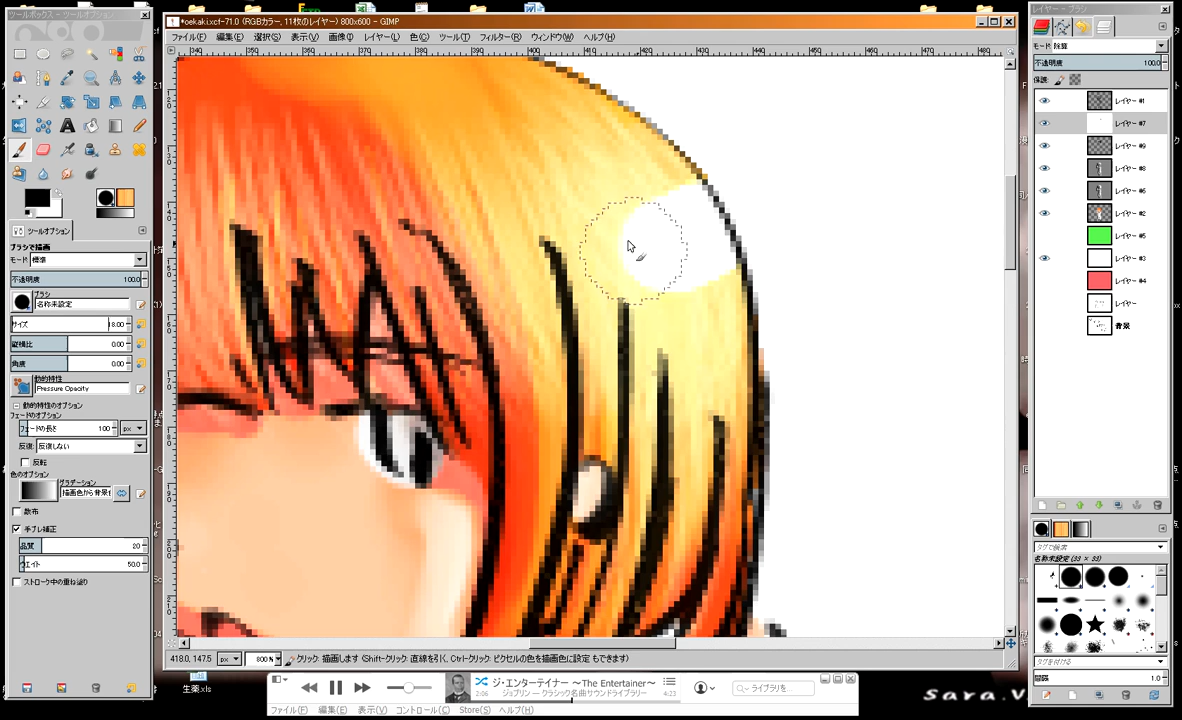 ツールボックス - ツールオプション
*oekaki.xcf-71.0 (RGBカラー, 11枚のレイヤー) 800x600 – GIMP
レイヤー - ブラシ
ファイル(F) 編集(E) 選択(S) 表示(V) 画像(I) レイヤー(L) 色(C) ツール(T) フィルター(R) ウィンドウ(W) ヘルプ(H)
モード 除算
不透明度 100.0
保護:
レイヤー #1
レイヤー #7
レイヤー #9
レイヤー #8
レイヤー #6
レイヤー #2
レイヤー #5
レイヤー #3
レイヤー #4
レイヤー
背景
ツールオプション
ブラシで描画
モード: 標準
不透明度 100.0
ブラシ
名称未設定
サイズ 18.00
縦横比 0.00
角度 0.00
動的特性
Pressure Opacity
動的特性のオプション
フェードのオプション
フェードの長さ 100 px
反復: 反復しない
反転
色のオプション
グラデーション
描画色から背景色
散布
手ブレ補正
品質 20
ウエイト 50.0
ストローク中の重ね塗り
タグで検索
名称未設定 (33 × 33)
タグを付ける
間隔 1.0
418.0, 147.5 px 800% クリック: 描画します (Shift-クリック: 直線を引く, Ctrl-クリック: ピクセルの色を描画色に設定 もできます)
生薬.xls
ジ・エンターテイナー 〜The Entertainer〜
2:06 ジョプリン — クラシック名曲サウンドライブラリー 4:23
ライブラリを
ファイル(F) 編集(E) 表示(V) コントロール(C) Store(S) ヘルプ(H)
Sara.V